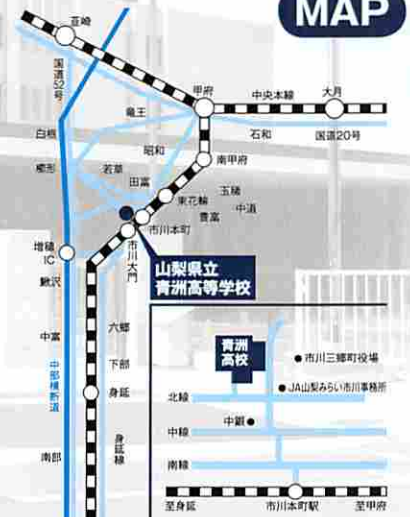 MAP
韮崎
国道52号
甲府
中央本線
大月
竜王
石和
国道20号
白根
昭和
南甲府
櫛形
若草
田富
玉穂
東花輪
中道
豊富
市川本町
増穂
IC
市川大門
山梨県立
青洲高等学校
鰍沢
中富
六郷
中部横断道
下部
身延
南部
身延線
青洲
高校
市川三郷町役場
JA山梨みらい市川事務所
北線
中銀
中線
南線
至身延
市川本町駅
至甲府